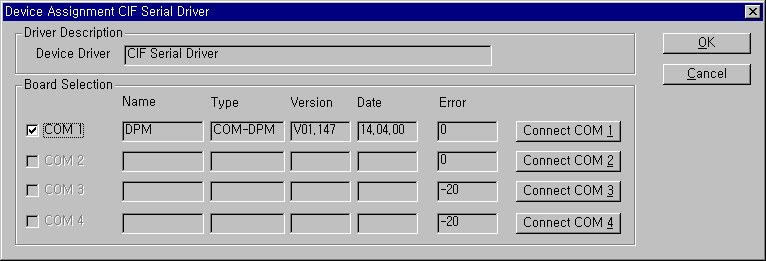 Device Assignment CIF Serial Driver
Driver Description
Device Driver CIF Serial Driver
OK
Cancel
Board Selection
Name Type Version Date Error
COM 1 DPM COM-DPM V01.147 14.04.00 0 Connect COM 1
COM 2 0 Connect COM 2
COM 3 -20 Connect COM 3
COM 4 -20 Connect COM 4